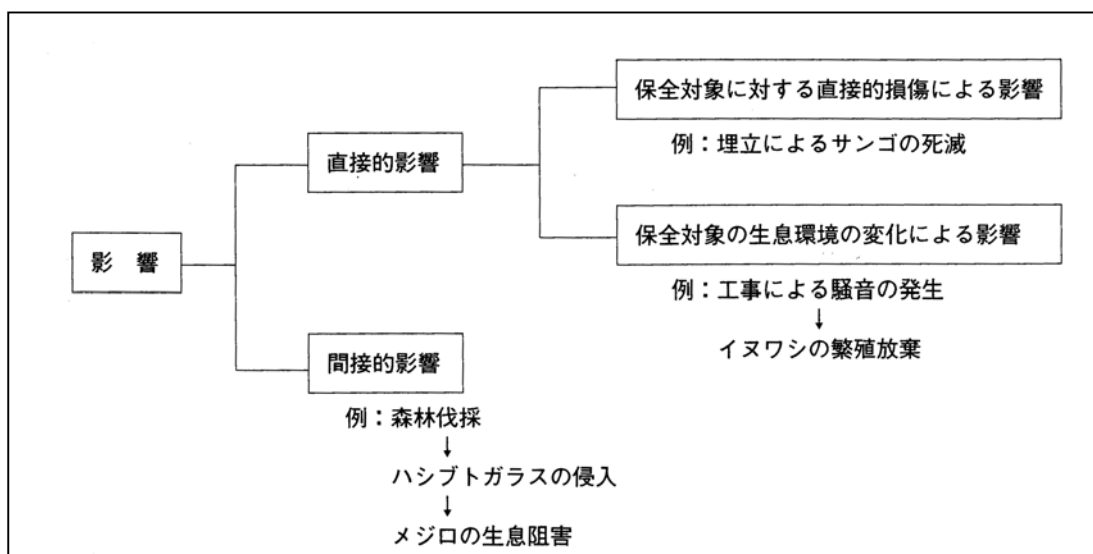 保全対象に対する直接的損傷による影響
例：埋立によるサンゴの死滅
直接的影響
保全対象の生息環境の変化による影響
影　響
例：工事による騒音の発生
↓
イヌワシの繁殖放棄
間接的影響
例：森林伐採
↓
ハシブトガラスの侵入
↓
メジロの生息阻害